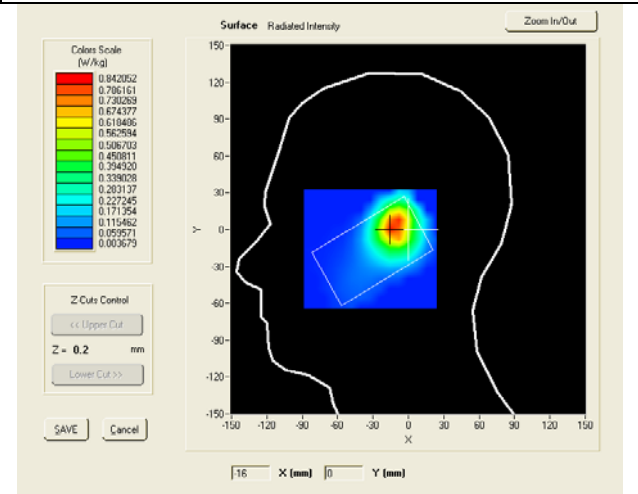 Surface Radiated Intensity
Zoom In/Out
Colors Scale
(W/kg)
0.842052
0.786161
0.730269
0.674377
0.618486
0.562594
0.506703
0.450811
0.394920
0.339028
0.283137
0.227245
0.171354
0.115462
0.059571
0.003679
150
120
90
60
30
0
-30
-60
-90
-120
-150
Y
-150 -120 -90 -60 -30 0 30 60 90 120 150
X
Z Cuts Control
<< Upper Cut
Z = 0.2 mm
Lower Cut >>
SAVE Cancel
-16 X (mm) 0 Y (mm)